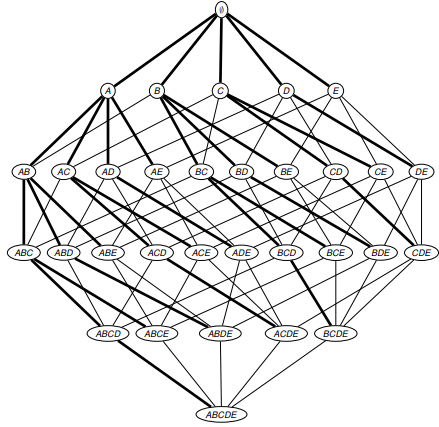 ∅
A B C D E
AB AC AD AE BC BD BE CD CE DE
ABC ABD ABE ACD ACE ADE BCD BCE BDE CDE
ABCD ABCE ABDE ACDE BCDE
ABCDE